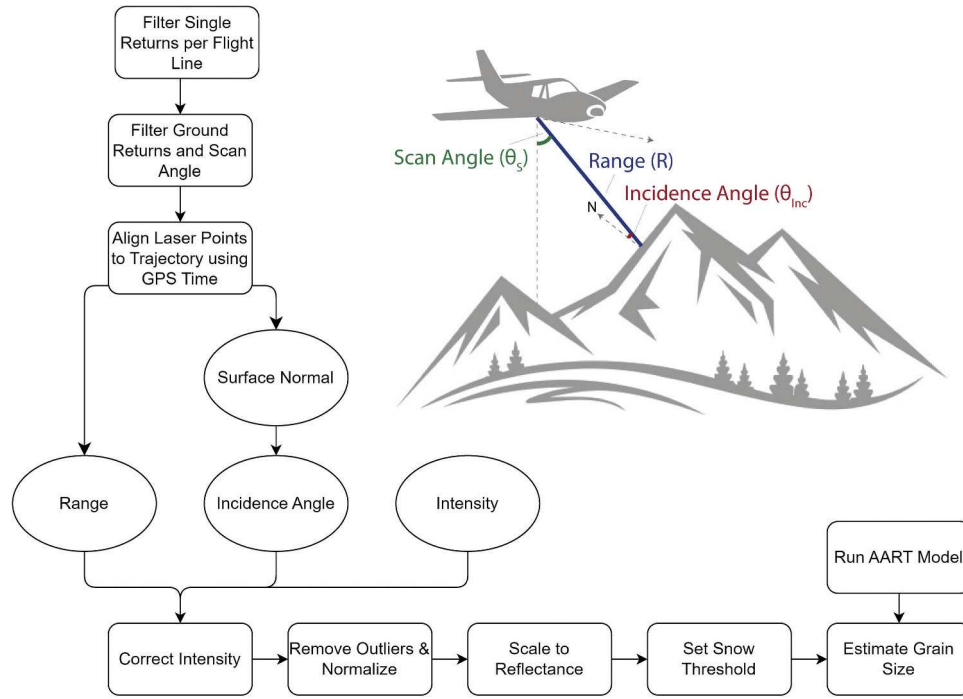 Filter Single
Returns per Flight
Line
Filter Ground
Returns and Scan
Angle
Align Laser Points
to Trajectory using
GPS Time
Scan Angle (θs)
Range (R)
Incidence Angle (θInc)
N
Surface Normal
Range
Incidence Angle
Intensity
Run AART Model
Correct Intensity
Remove Outliers &
Normalize
Scale to
Reflectance
Set Snow
Threshold
Estimate Grain
Size